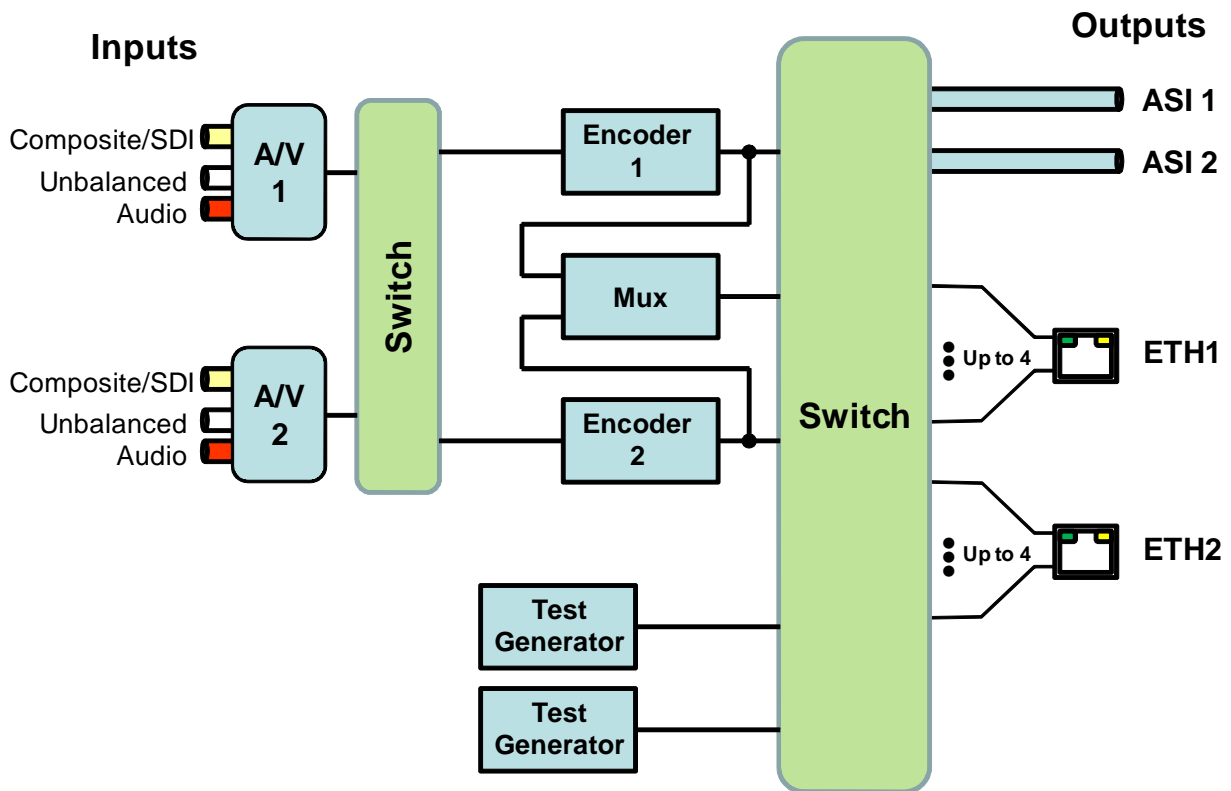 Inputs
Outputs
Composite/SDI
Unbalanced
Audio
A/V
1
Composite/SDI
Unbalanced
Audio
A/V
2
Switch
Encoder
1
Mux
Encoder
2
Test
Generator
Test
Generator
Switch
ASI 1
ASI 2
Up to 4
ETH1
Up to 4
ETH2